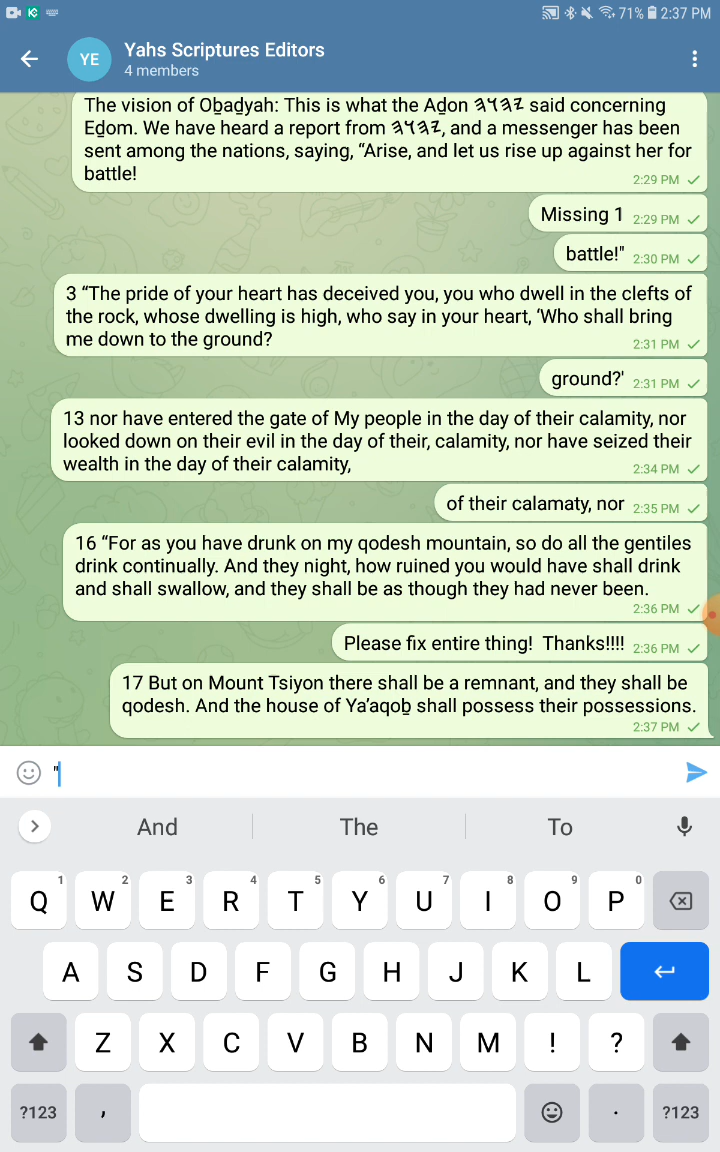 71% 2:37 PM
YE
Yahs Scriptures Editors
4 members
The vision of Oḇaḏyah: This is what the Aḏon 𐤉𐤄𐤅𐤄 said concerning
Eḏom. We have heard a report from 𐤉𐤄𐤅𐤄, and a messenger has been
sent among the nations, saying, “Arise, and let us rise up against her for
battle!
2:29 PM
Missing 1 2:29 PM
battle!" 2:30 PM
3 “The pride of your heart has deceived you, you who dwell in the clefts of
the rock, whose dwelling is high, who say in your heart, ‘Who shall bring
me down to the ground?
2:31 PM
ground?' 2:31 PM
13 nor have entered the gate of My people in the day of their calamity, nor
looked down on their evil in the day of their, calamity, nor have seized their
wealth in the day of their calamity,
2:34 PM
of their calamaty, nor 2:35 PM
16 “For as you have drunk on my qodesh mountain, so do all the gentiles
drink continually. And they night, how ruined you would have shall drink
and shall swallow, and they shall be as though they had never been.
2:36 PM
Please fix entire thing! Thanks!!!! 2:36 PM
17 But on Mount Tsiyon there shall be a remnant, and they shall be
qodesh. And the house of Ya’aqoḇ shall possess their possessions.
2:37 PM
"
And The To
1 2 3 4 5 6 7 8 9 0
Q W E R T Y U I O P
A S D F G H J K L
Z X C V B N M ! ?
?123 , . ?123